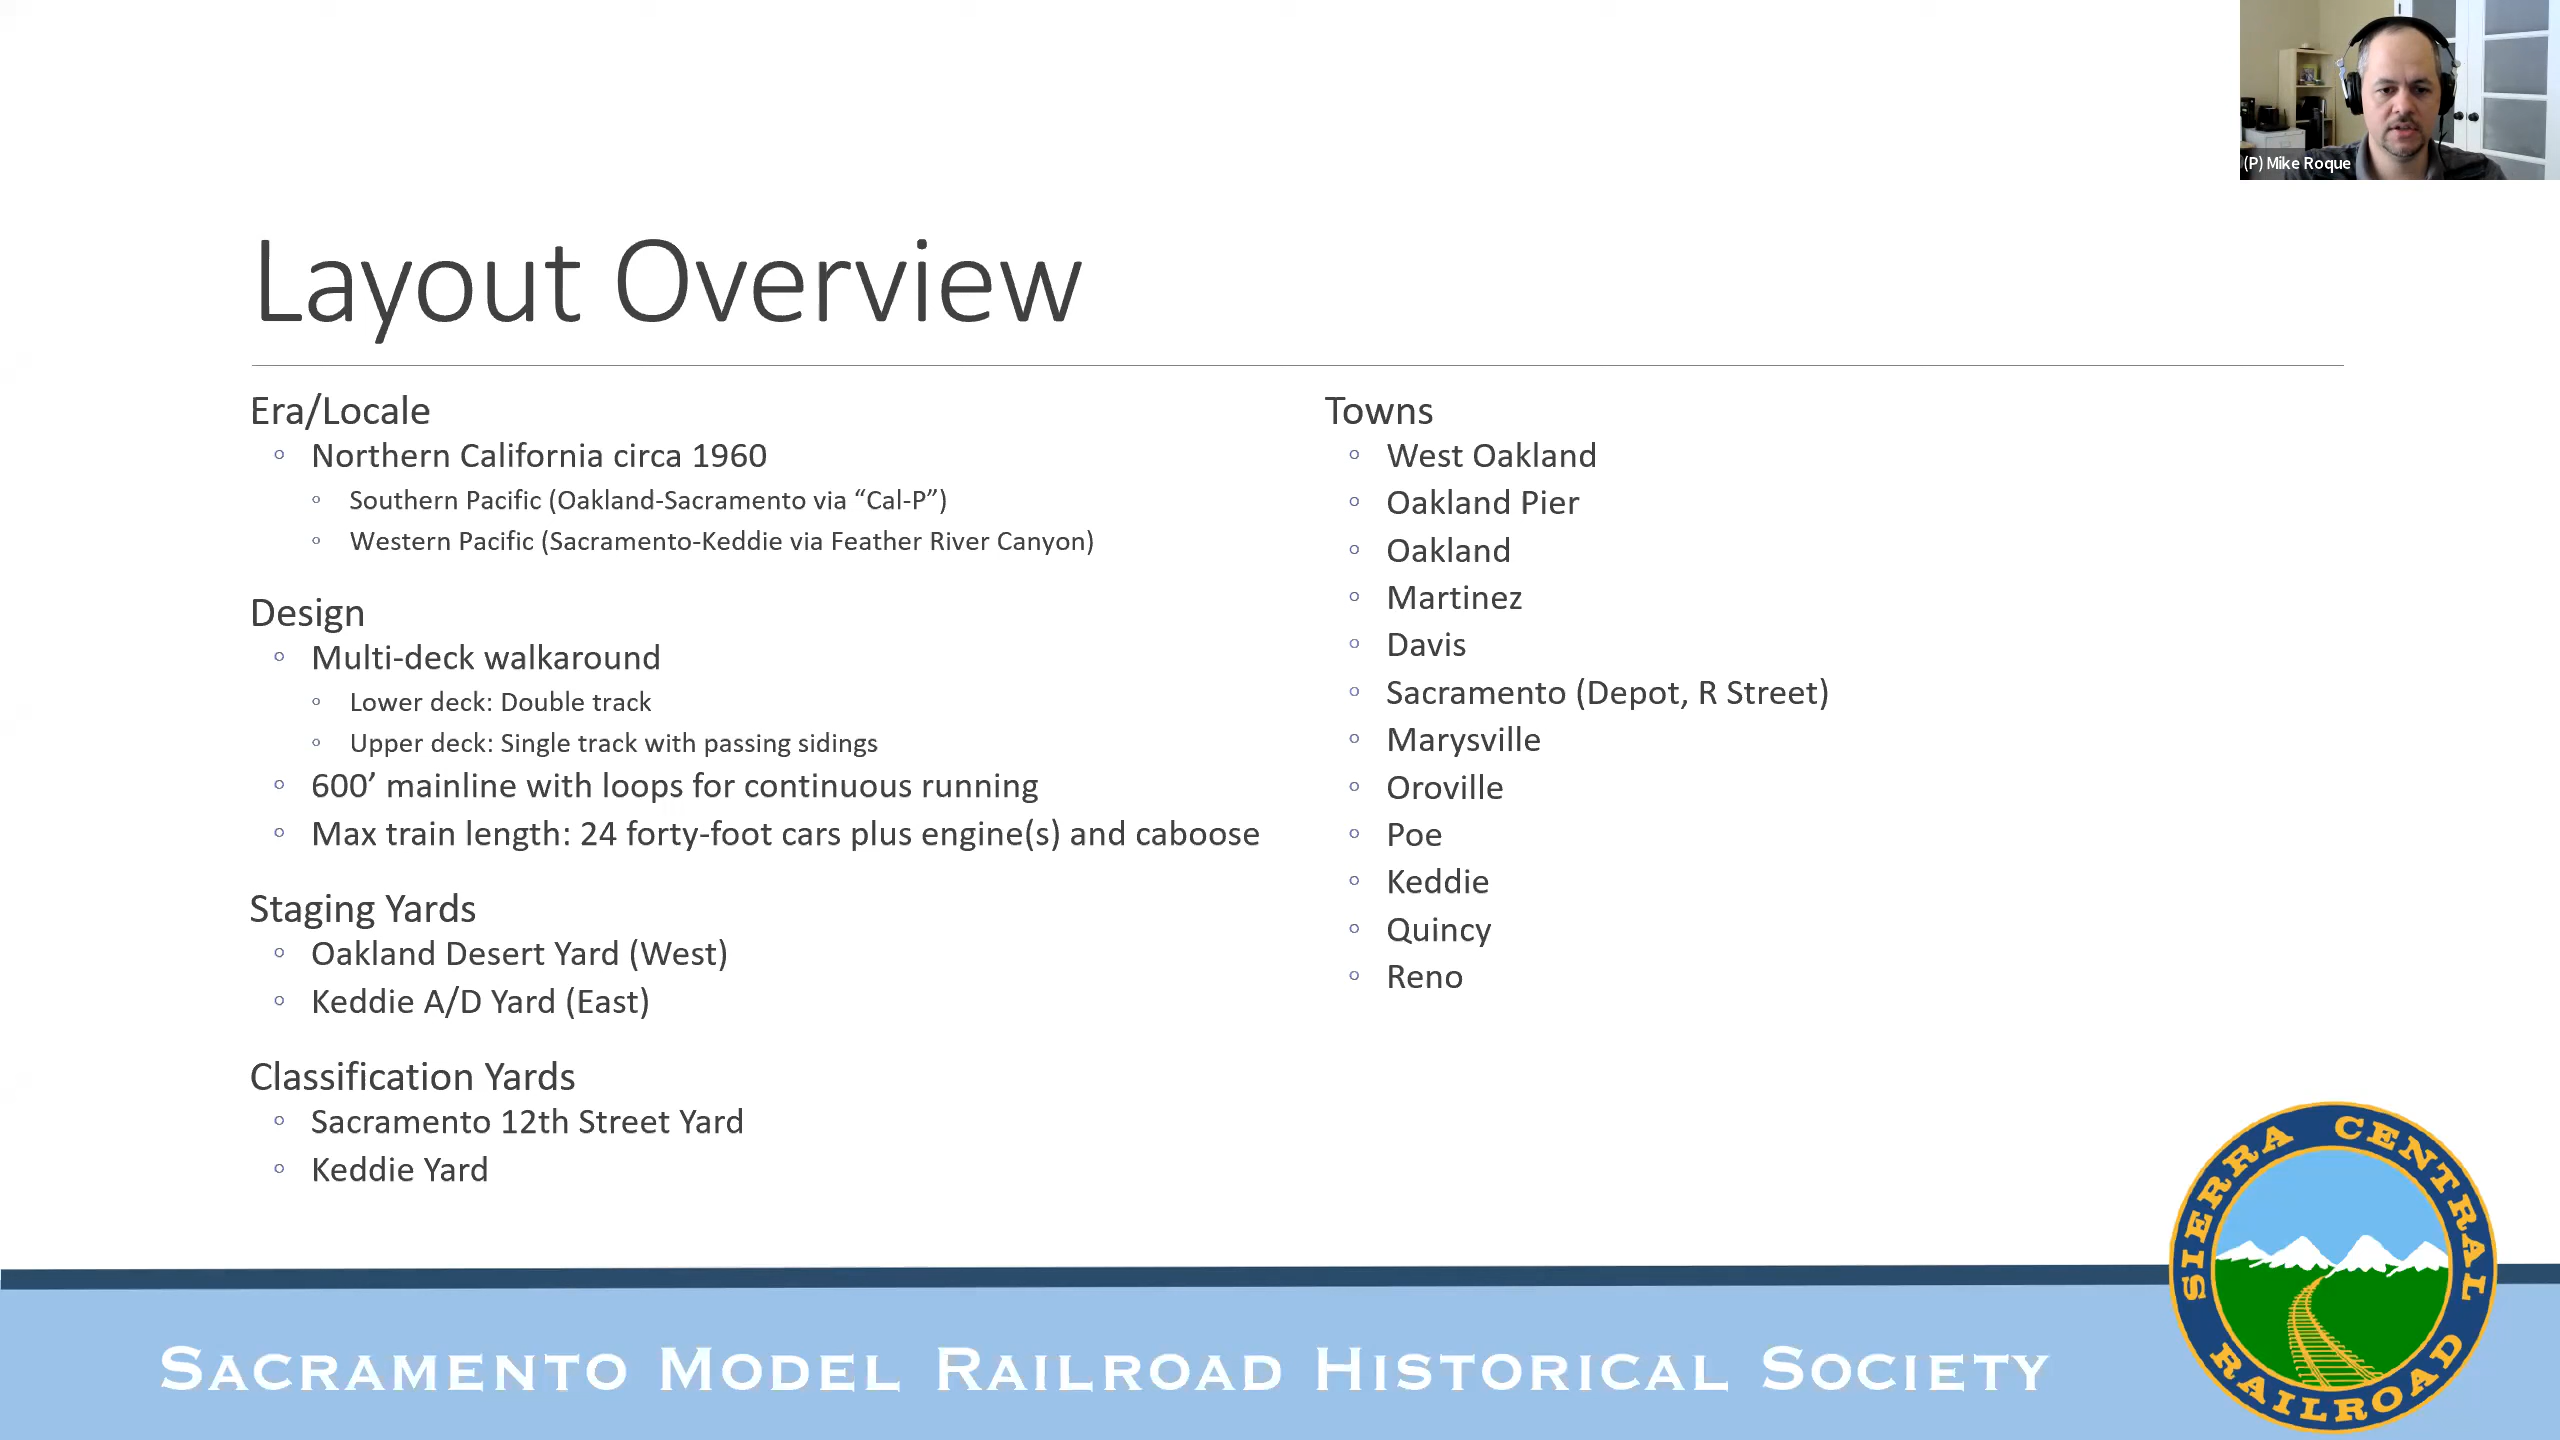 (P) Mike Roque
Layout Overview
Era/Locale
Northern California circa 1960
Southern Pacific (Oakland-Sacramento via “Cal-P”)
Western Pacific (Sacramento-Keddie via Feather River Canyon)
Design
Multi-deck walkaround
Lower deck: Double track
Upper deck: Single track with passing sidings
600’ mainline with loops for continuous running
Max train length: 24 forty-foot cars plus engine(s) and caboose
Staging Yards
Oakland Desert Yard (West)
Keddie A/D Yard (East)
Classification Yards
Sacramento 12th Street Yard
Keddie Yard
Towns
West Oakland
Oakland Pier
Oakland
Martinez
Davis
Sacramento (Depot, R Street)
Marysville
Oroville
Poe
Keddie
Quincy
Reno
Sacramento Model Railroad Historical Society
SIERRA CENTRAL
RAILROAD